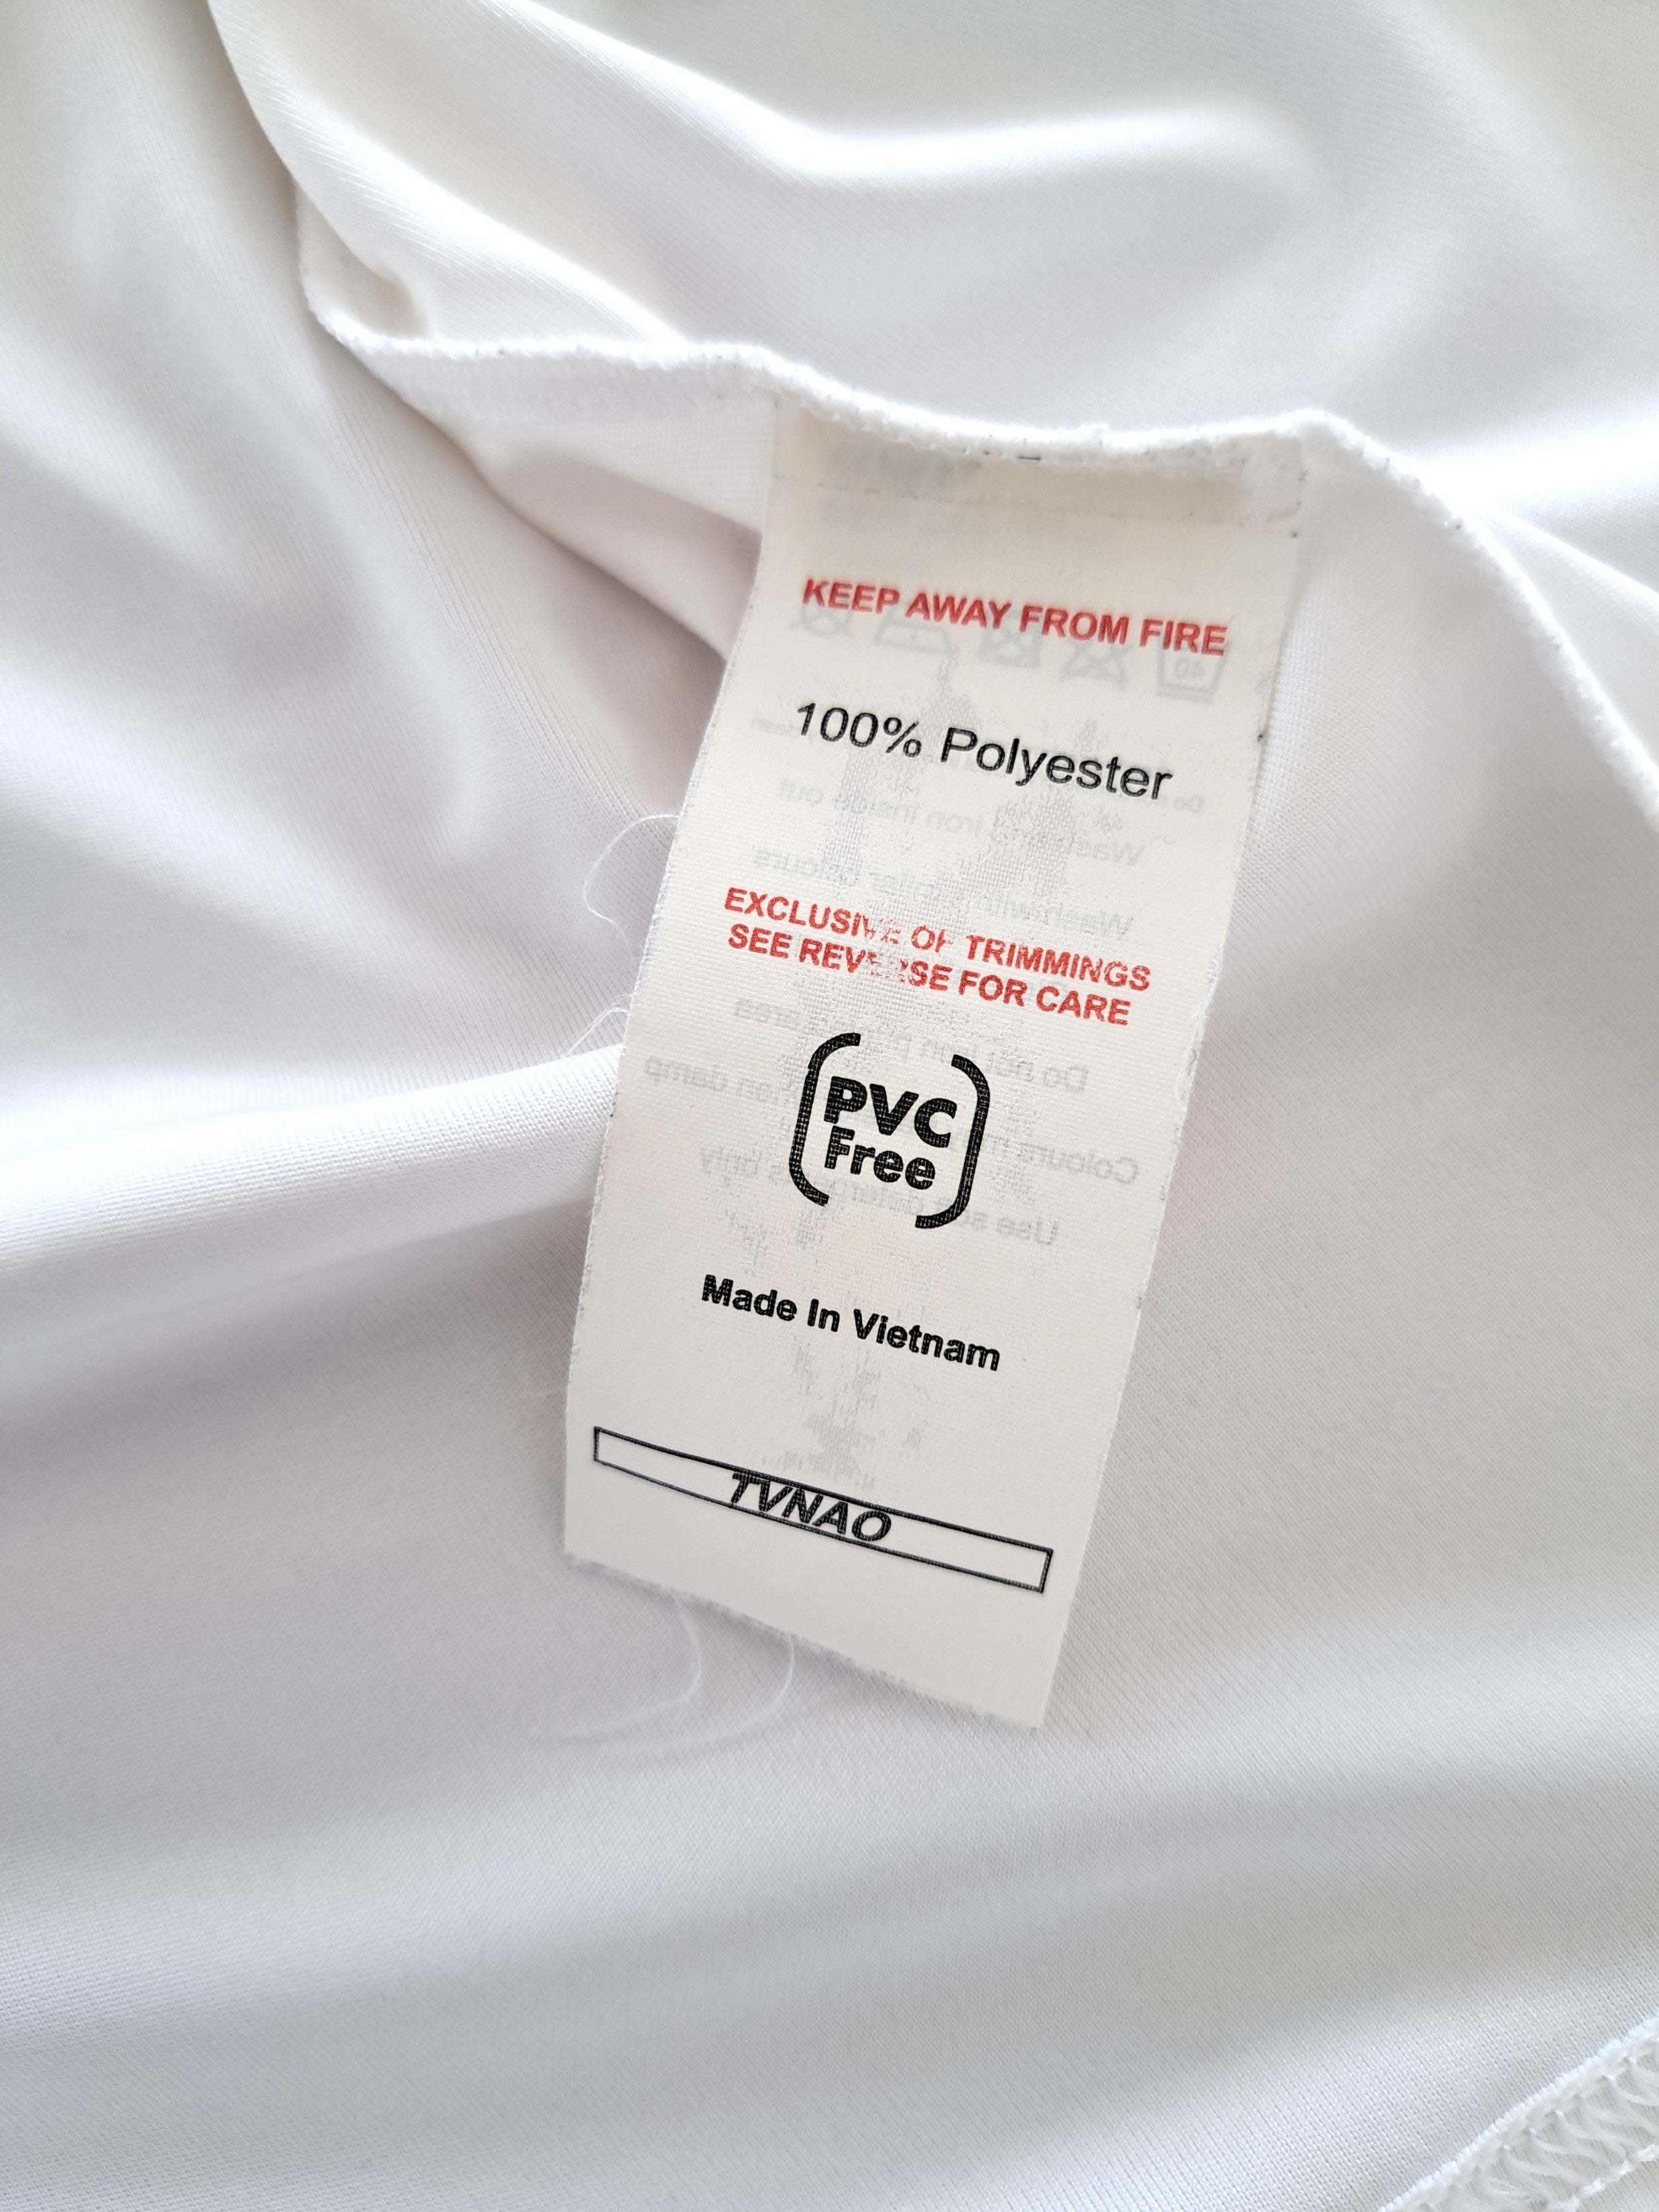 KEEP AWAY FROM FIRE
100% Polyester
EXCLUSIVE OF TRIMMINGS
SEE REVERSE FOR CARE
PVC
Free
Made In Vietnam
TVNAO